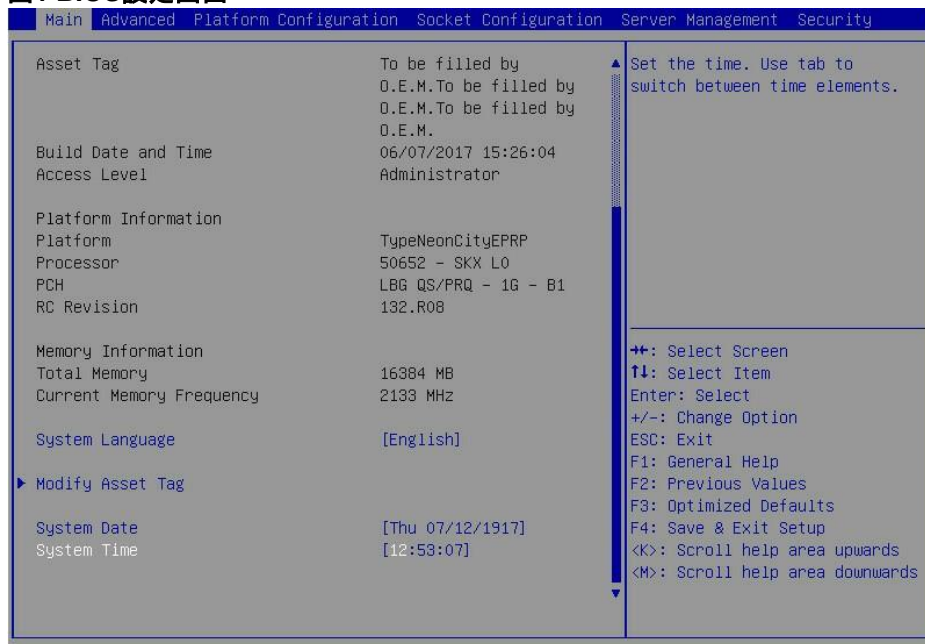 Main Advanced Platform Configuration Socket Configuration Server Management Security
Asset Tag To be filled by
O.E.M.To be filled by
O.E.M.To be filled by
O.E.M.
Build Date and Time 06/07/2017 15:26:04
Access Level Administrator
Platform Information
Platform TypeNeonCityEPRP
Processor 50652 - SKX L0
PCH LBG QS/PRQ - 1G - B1
RC Revision 132.R08
Memory Information
Total Memory 16384 MB
Current Memory Frequency 2133 MHz
System Language [English]
Modify Asset Tag
System Date [Thu 07/12/1917]
System Time [12:53:07]
Set the time. Use tab to
switch between time elements.
→←: Select Screen
↑↓: Select Item
Enter: Select
+/-: Change Option
ESC: Exit
F1: General Help
F2: Previous Values
F3: Optimized Defaults
F4: Save & Exit Setup
<K>: Scroll help area upwards
<M>: Scroll help area downwards